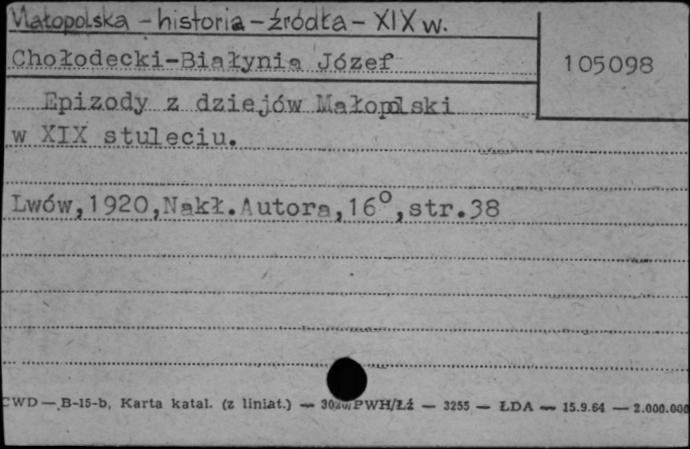 Małopolska - historia - źródła - XIX w.
Chołodecki-Białynia Józef
105098
Epizody z dziejów Małopolski
w XIX stuleciu.
Lwów,1920,Nakł.Autora,16°,str.38
CWD — B-15-b, Karta katal. (z liniat.) — PWH/Łź — 3255 — ŁDA — 15.9.64 — 2.000.000